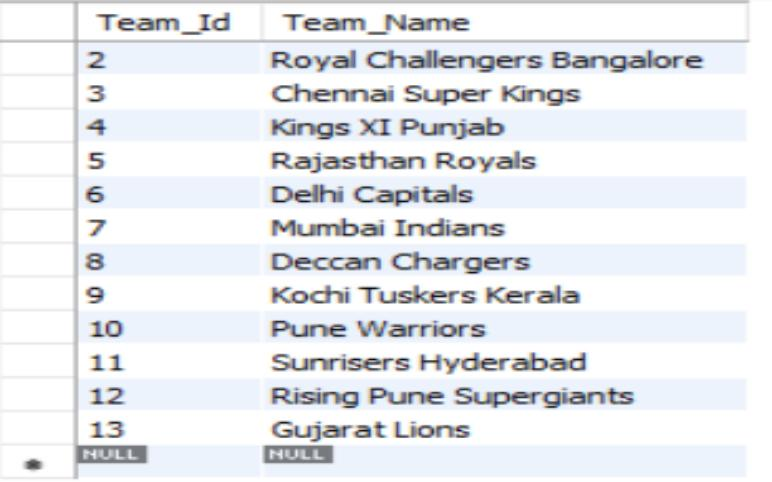 Team_Id Team_Name
2 Royal Challengers Bangalore
3 Chennai Super Kings
4 Kings XI Punjab
5 Rajasthan Royals
6 Delhi Capitals
7 Mumbai Indians
8 Deccan Chargers
9 Kochi Tuskers Kerala
10 Pune Warriors
11 Sunrisers Hyderabad
12 Rising Pune Supergiants
13 Gujarat Lions
NULL NULL